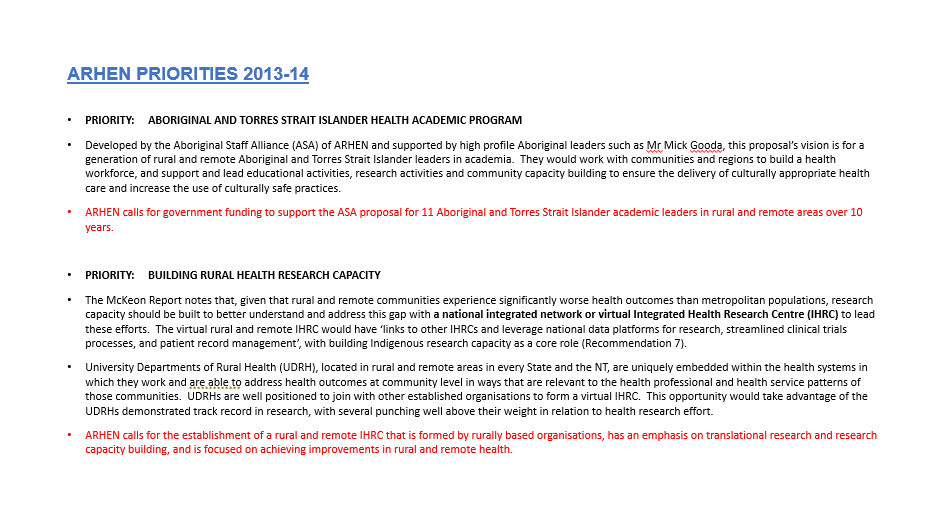 ARHEN PRIORITIES 2013-14
• PRIORITY: ABORIGINAL AND TORRES STRAIT ISLANDER HEALTH ACADEMIC PROGRAM
• Developed by the Aboriginal Staff Alliance (ASA) of ARHEN and supported by high profile Aboriginal leaders such as Mr Mick Gooda, this proposal's vision is for a
generation of rural and remote Aboriginal and Torres Strait Islander leaders in academia. They would work with communities and regions to build a health
workforce, and support and lead educational activities, research activities and community capacity building to ensure the delivery of culturally appropriate health
care and increase the use of culturally safe practices.
• ARHEN calls for government funding to support the ASA proposal for 11 Aboriginal and Torres Strait Islander academic leaders in rural and remote areas over 10
years.
• PRIORITY: BUILDING RURAL HEALTH RESEARCH CAPACITY
• The McKeon Report notes that, given that rural and remote communities experience significantly worse health outcomes than metropolitan populations, research
capacity should be built to better understand and address this gap with a national integrated network or virtual Integrated Health Research Centre (IHRC) to lead
these efforts. The virtual rural and remote IHRC would have 'links to other IHRCs and leverage national data platforms for research, streamlined clinical trials
processes, and patient record management', with building Indigenous research capacity as a core role (Recommendation 7).
• University Departments of Rural Health (UDRH), located in rural and remote areas in every State and the NT, are uniquely embedded within the health systems in
which they work and are able to address health outcomes at community level in ways that are relevant to the health professional and health service patterns of
those communities. UDRHs are well positioned to join with other established organisations to form a virtual IHRC. This opportunity would take advantage of the
UDRHs demonstrated track record in research, with several punching well above their weight in relation to health research effort.
• ARHEN calls for the establishment of a rural and remote IHRC that is formed by rurally based organisations, has an emphasis on translational research and research
capacity building, and is focused on achieving improvements in rural and remote health.